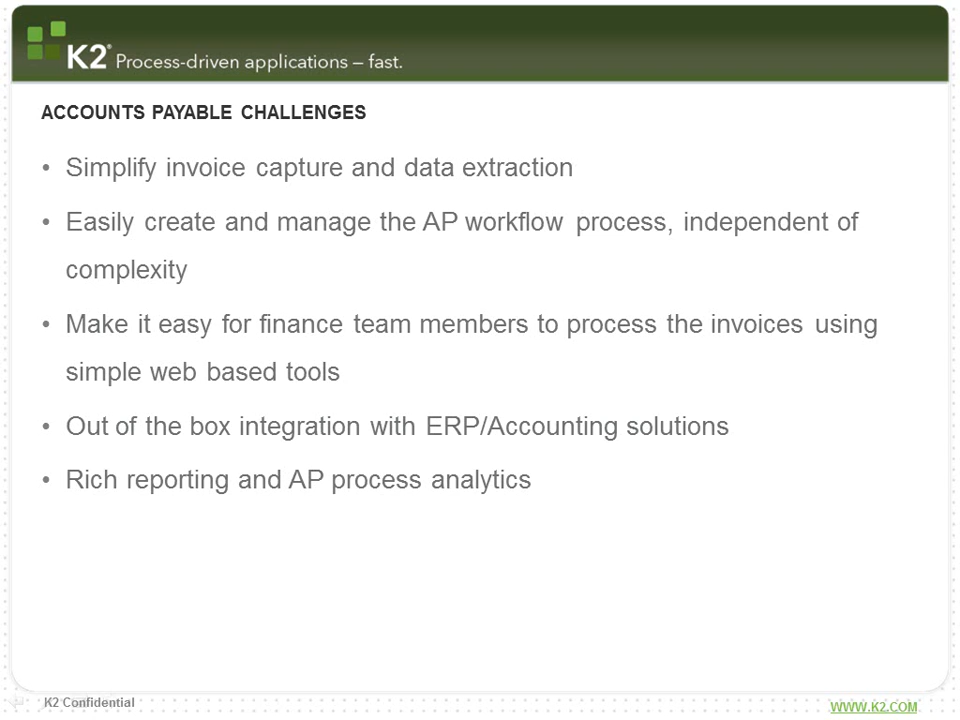 K2® Process-driven applications – fast.
ACCOUNTS PAYABLE CHALLENGES
• Simplify invoice capture and data extraction
• Easily create and manage the AP workflow process, independent of
complexity
• Make it easy for finance team members to process the invoices using
simple web based tools
• Out of the box integration with ERP/Accounting solutions
• Rich reporting and AP process analytics
K2 Confidential
WWW.K2.COM